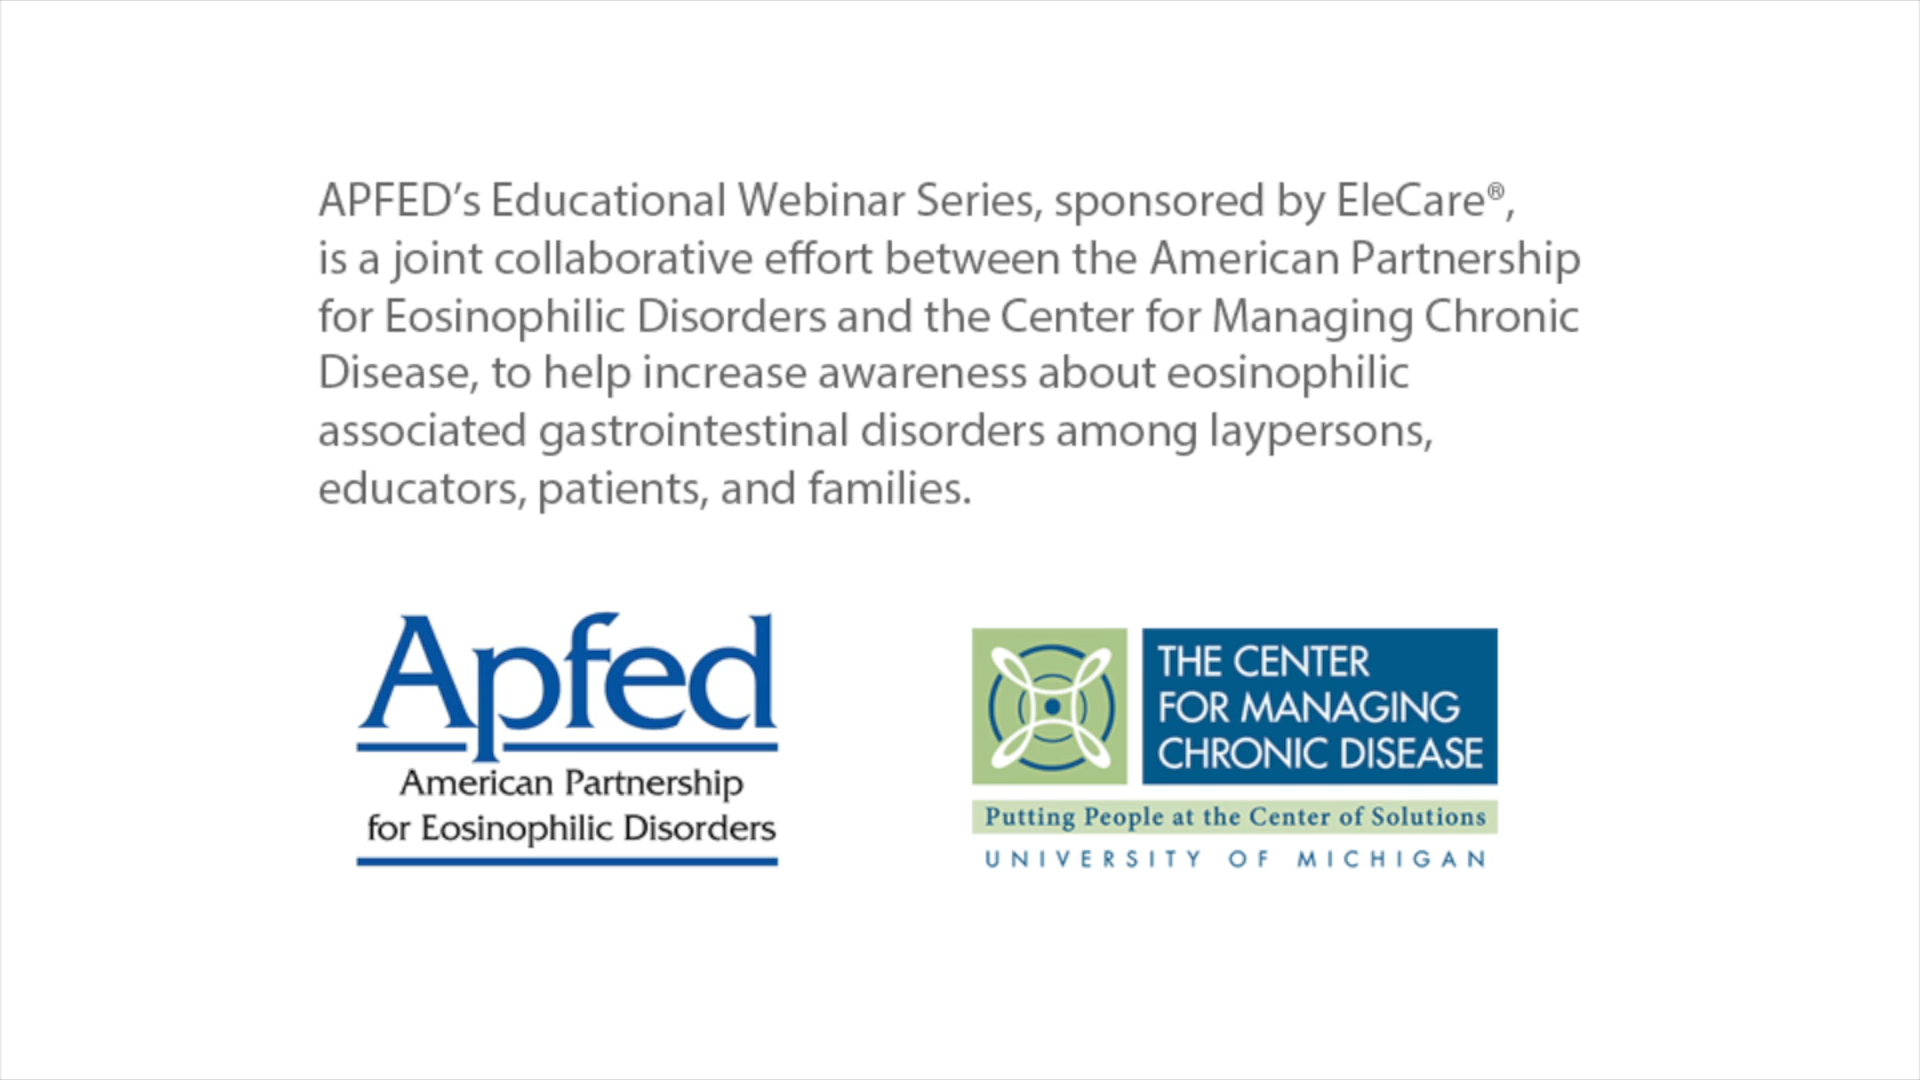 APFED’s Educational Webinar Series, sponsored by EleCare®,
is a joint collaborative effort between the American Partnership
for Eosinophilic Disorders and the Center for Managing Chronic
Disease, to help increase awareness about eosinophilic
associated gastrointestinal disorders among laypersons,
educators, patients, and families.
Apfed
American Partnership
for Eosinophilic Disorders
THE CENTER
FOR MANAGING
CHRONIC DISEASE
Putting People at the Center of Solutions
UNIVERSITY OF MICHIGAN